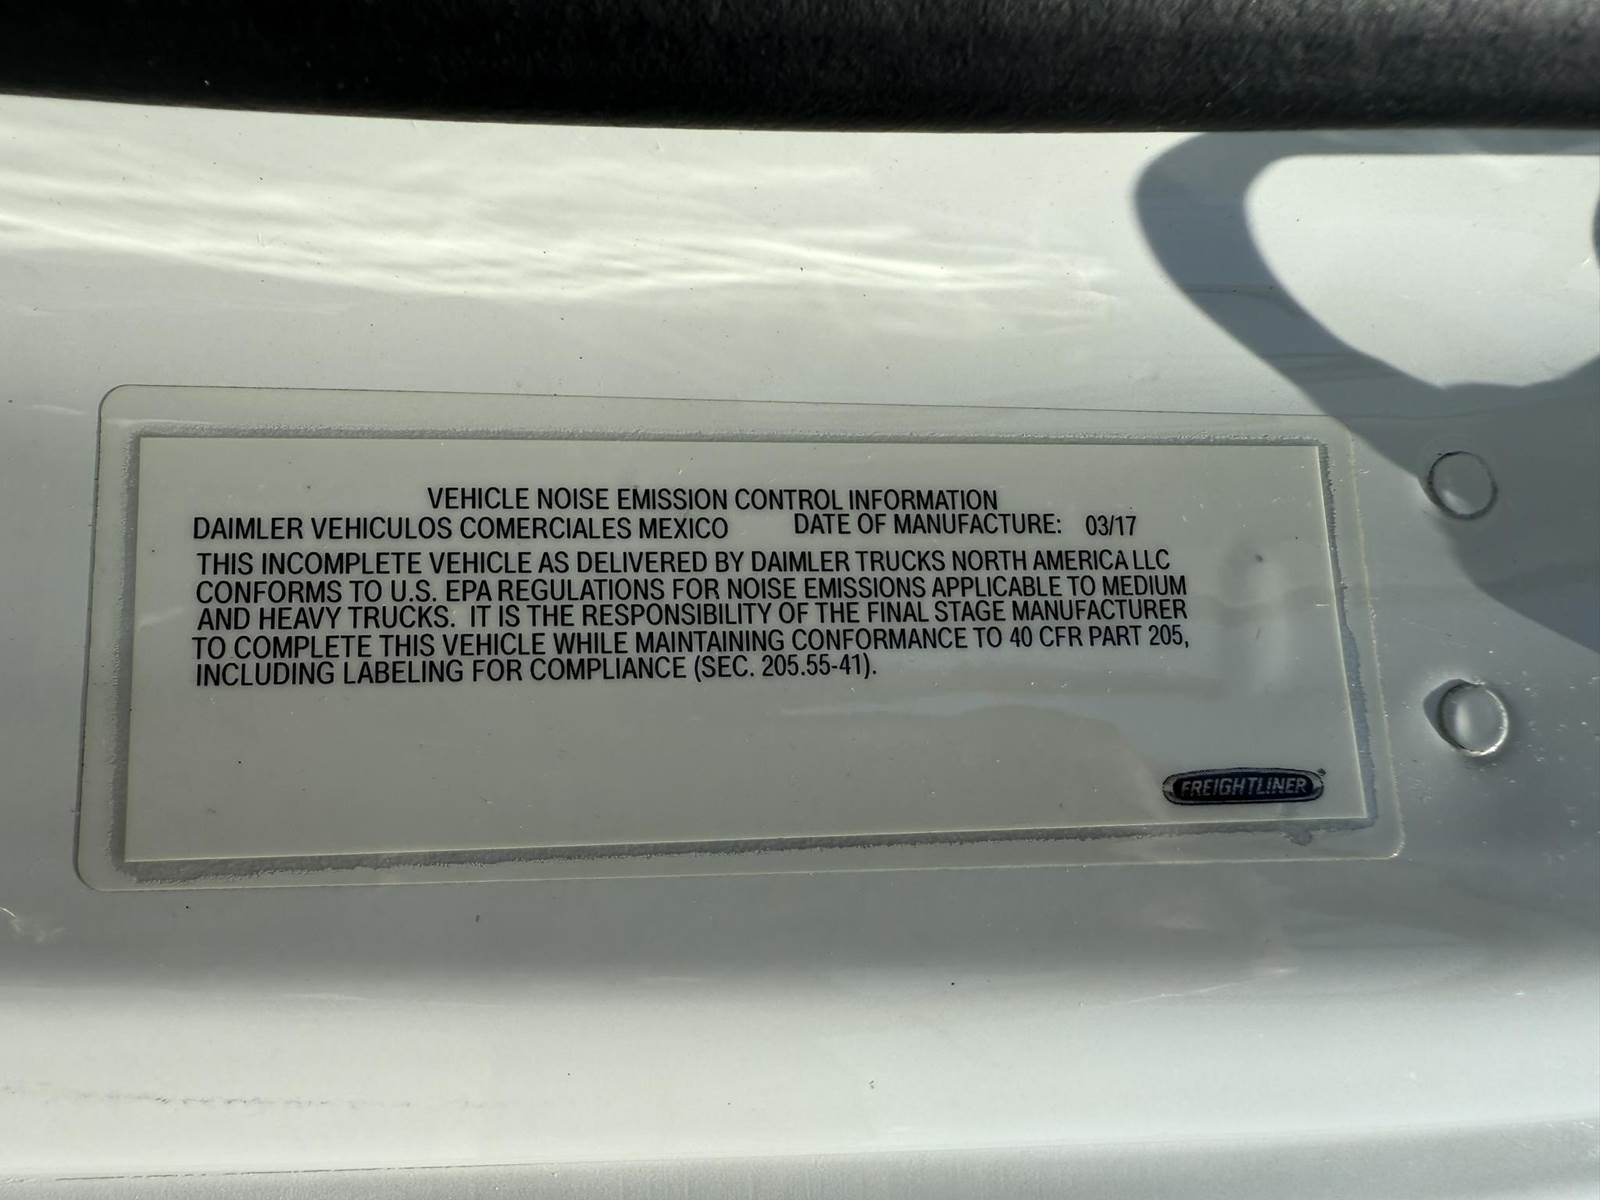 VEHICLE NOISE EMISSION CONTROL INFORMATION
DAIMLER VEHICULOS COMERCIALES MEXICO DATE OF MANUFACTURE: 03/17
THIS INCOMPLETE VEHICLE AS DELIVERED BY DAIMLER TRUCKS NORTH AMERICA LLC
CONFORMS TO U.S. EPA REGULATIONS FOR NOISE EMISSIONS APPLICABLE TO MEDIUM
AND HEAVY TRUCKS. IT IS THE RESPONSIBILITY OF THE FINAL STAGE MANUFACTURER
TO COMPLETE THIS VEHICLE WHILE MAINTAINING CONFORMANCE TO 40 CFR PART 205,
INCLUDING LABELING FOR COMPLIANCE (SEC. 205.55-41).
FREIGHTLINER